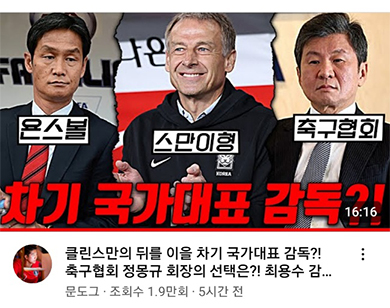 욘스볼
스만이형
축구협회
KOREA
차기 국가대표 감독?!
16:16
클린스만의 뒤를 이을 차기 국가대표 감독?!
축구협회 정몽규 회장의 선택은?! 최용수 감...
문도그 · 조회수 1.9만회 · 5시간 전